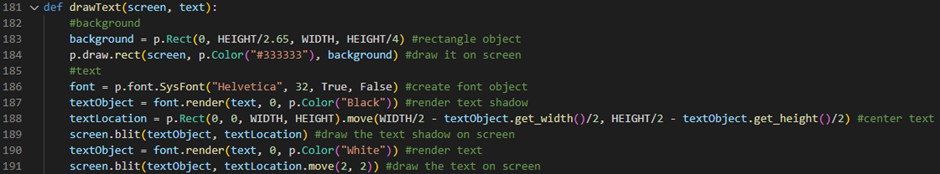 181 def drawText(screen, text):
182     #background
183     background = p.Rect(0, HEIGHT/2.65, WIDTH, HEIGHT/4) #rectangle object
184     p.draw.rect(screen, p.Color("#333333"), background) #draw it on screen
185     #text
186     font = p.font.SysFont("Helvetica", 32, True, False) #create font object
187     textObject = font.render(text, 0, p.Color("Black")) #render text shadow
188     textLocation = p.Rect(0, 0, WIDTH, HEIGHT).move(WIDTH/2 - textObject.get_width()/2, HEIGHT/2 - textObject.get_height()/2) #center text
189     screen.blit(textObject, textLocation) #draw the text shadow on screen
190     textObject = font.render(text, 0, p.Color("White")) #render text
191     screen.blit(textObject, textLocation.move(2, 2)) #draw the text on screen